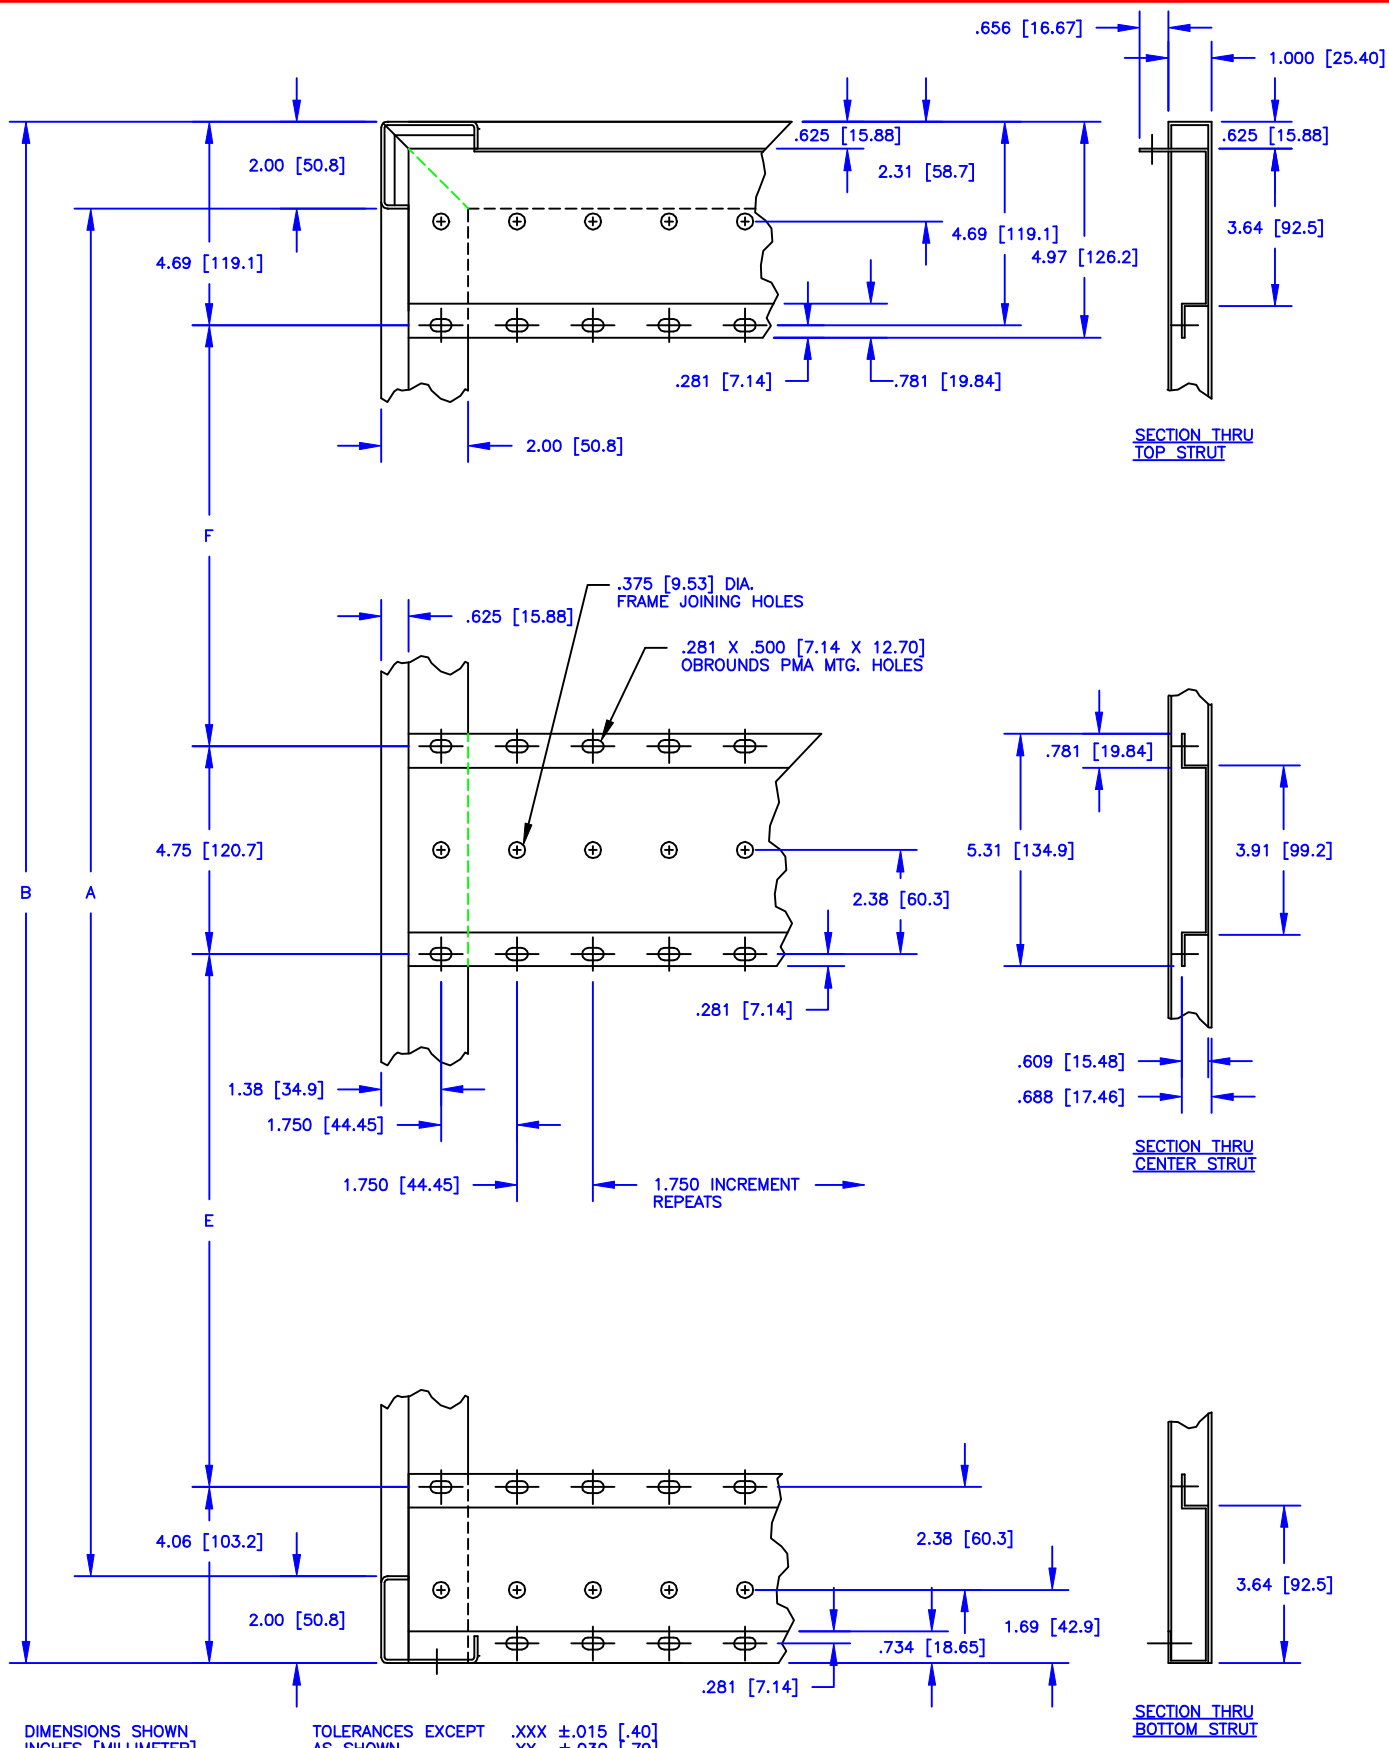 .656 [16.67]
1.000 [25.40]
2.00 [50.8]
.625 [15.88]
2.31 [58.7]
.625 [15.88]
4.69 [119.1]
4.69 [119.1]
4.97 [126.2]
3.64 [92.5]
.281 [7.14]
.781 [19.84]
2.00 [50.8]
SECTION THRU
TOP STRUT
F
.375 [9.53] DIA.
FRAME JOINING HOLES
.625 [15.88]
.281 X .500 [7.14 X 12.70]
OBROUNDS PMA MTG. HOLES
.781 [19.84]
4.75 [120.7]
5.31 [134.9]
3.91 [99.2]
B
A
2.38 [60.3]
.281 [7.14]
.609 [15.48]
1.38 [34.9]
.688 [17.46]
1.750 [44.45]
SECTION THRU
CENTER STRUT
1.750 [44.45]
1.750 INCREMENT
REPEATS
E
4.06 [103.2]
2.38 [60.3]
3.64 [92.5]
2.00 [50.8]
1.69 [42.9]
.734 [18.65]
.281 [7.14]
SECTION THRU
BOTTOM STRUT
DIMENSIONS SHOWN
INCHES [MILLIMETER]
TOLERANCES EXCEPT .XXX ±.015 [.40]
AS SHOWN .XX ±.030 [.79]